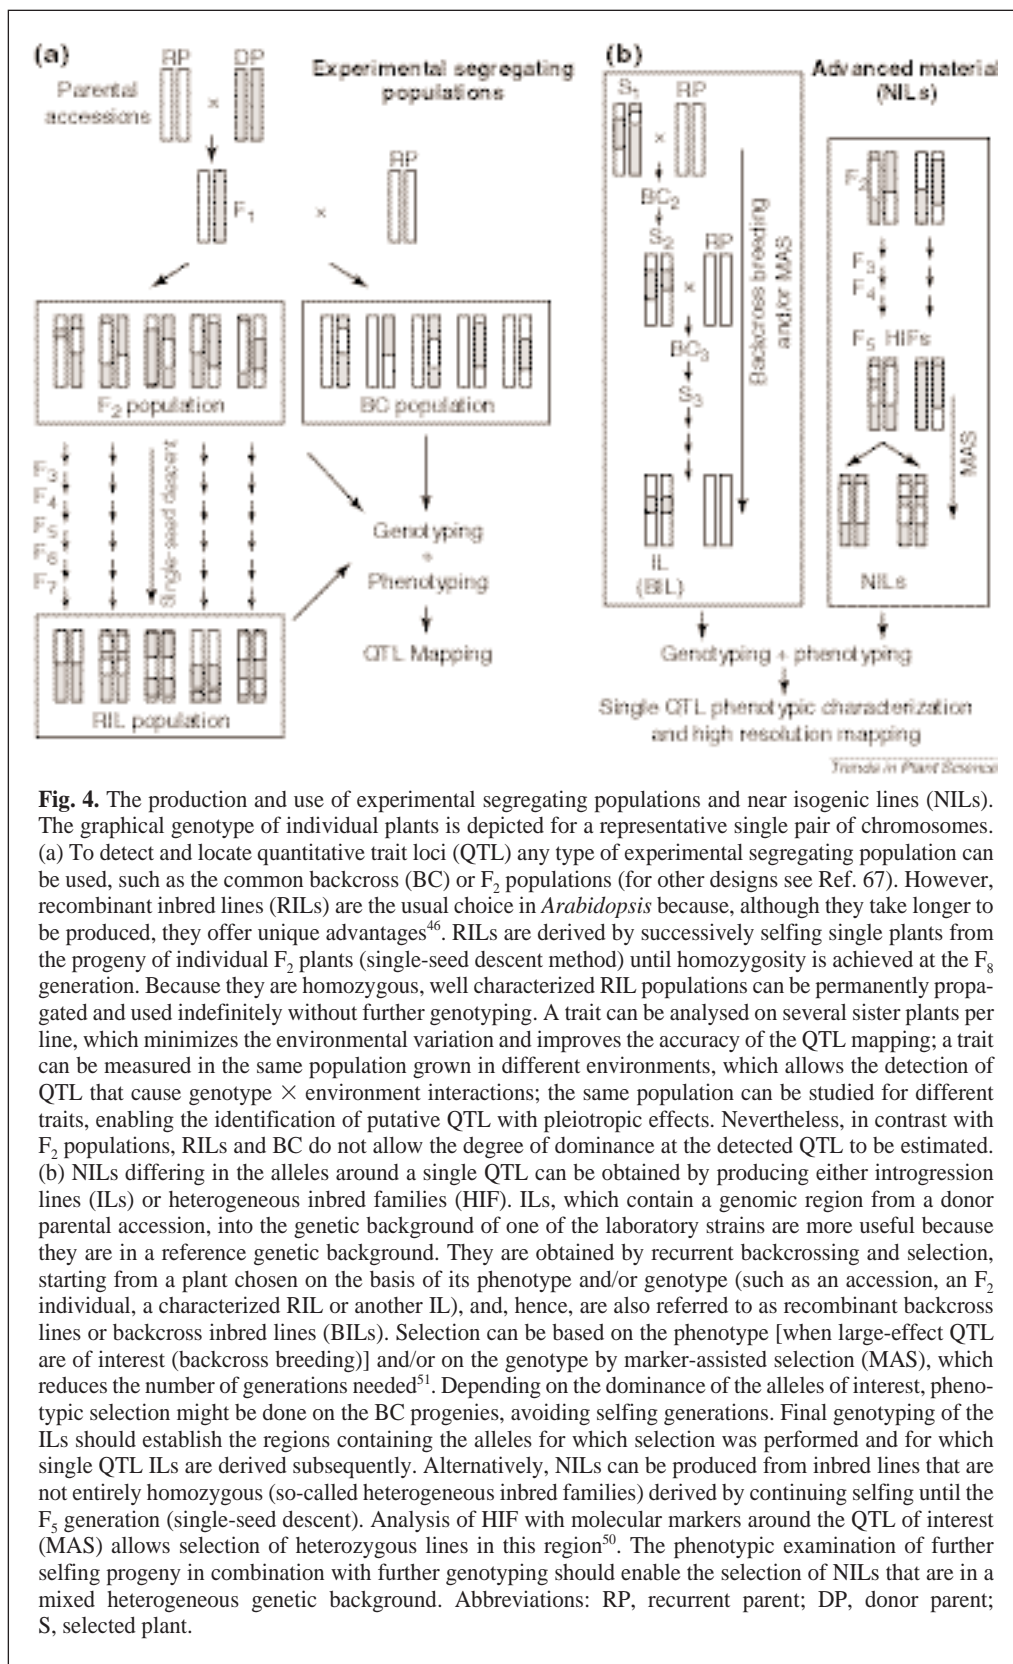 (a)
RP
DP
Parental
accessions
×
Experimental segregating
populations
F1
×
RP
F2 population
BC population
F3
F4
F5
F6
F7
Single-seed descent
Genotyping
+
Phenotyping
QTL Mapping
RIL population
(b)
Advanced material
(NILs)
S1
RP
×
BC2
S2
RP
×
BC3
S3
Backcross breeding
and/or MAS
IL
(BIL)
F2
F3
F4
F5 HIFs
MAS
NILs
Genotyping + phenotyping
Single QTL phenotypic characterization
and high resolution mapping
Trends in Plant Science
Fig. 4. The production and use of experimental segregating populations and near isogenic lines (NILs).
The graphical genotype of individual plants is depicted for a representative single pair of chromosomes.
(a) To detect and locate quantitative trait loci (QTL) any type of experimental segregating population can
be used, such as the common backcross (BC) or F2 populations (for other designs see Ref. 67). However,
recombinant inbred lines (RILs) are the usual choice in Arabidopsis because, although they take longer to
be produced, they offer unique advantages46. RILs are derived by successively selfing single plants from
the progeny of individual F2 plants (single-seed descent method) until homozygosity is achieved at the F8
generation. Because they are homozygous, well characterized RIL populations can be permanently propa-
gated and used indefinitely without further genotyping. A trait can be analysed on several sister plants per
line, which minimizes the environmental variation and improves the accuracy of the QTL mapping; a trait
can be measured in the same population grown in different environments, which allows the detection of
QTL that cause genotype × environment interactions; the same population can be studied for different
traits, enabling the identification of putative QTL with pleiotropic effects. Nevertheless, in contrast with
F2 populations, RILs and BC do not allow the degree of dominance at the detected QTL to be estimated.
(b) NILs differing in the alleles around a single QTL can be obtained by producing either introgression
lines (ILs) or heterogeneous inbred families (HIF). ILs, which contain a genomic region from a donor
parental accession, into the genetic background of one of the laboratory strains are more useful because
they are in a reference genetic background. They are obtained by recurrent backcrossing and selection,
starting from a plant chosen on the basis of its phenotype and/or genotype (such as an accession, an F2
individual, a characterized RIL or another IL), and, hence, are also referred to as recombinant backcross
lines or backcross inbred lines (BILs). Selection can be based on the phenotype [when large-effect QTL
are of interest (backcross breeding)] and/or on the genotype by marker-assisted selection (MAS), which
reduces the number of generations needed51. Depending on the dominance of the alleles of interest, pheno-
typic selection might be done on the BC progenies, avoiding selfing generations. Final genotyping of the
ILs should establish the regions containing the alleles for which selection was performed and for which
single QTL ILs are derived subsequently. Alternatively, NILs can be produced from inbred lines that are
not entirely homozygous (so-called heterogeneous inbred families) derived by continuing selfing until the
F5 generation (single-seed descent). Analysis of HIF with molecular markers around the QTL of interest
(MAS) allows selection of heterozygous lines in this region50. The phenotypic examination of further
selfing progeny in combination with further genotyping should enable the selection of NILs that are in a
mixed heterogeneous genetic background. Abbreviations: RP, recurrent parent; DP, donor parent;
S, selected plant.